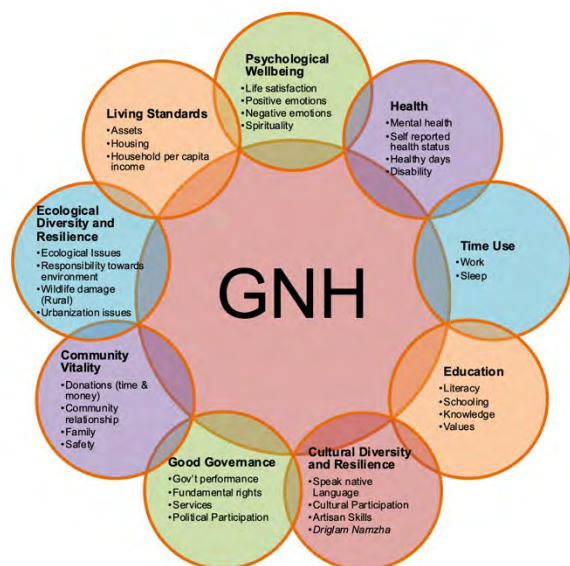 Psychological
Wellbeing
•Life satisfaction
•Positive emotions
•Negative emotions
•Spirituality
Health
•Mental health
•Self reported
health status
•Healthy days
•Disability
Time Use
•Work
•Sleep
Education
•Literacy
•Schooling
•Knowledge
•Values
Cultural Diversity
and Resilience
•Speak native
Language
•Cultural Participation
•Artisan Skills
•Driglam Namzha
Good Governance
•Gov't performance
•Fundamental rights
•Services
•Political Participation
Community
Vitality
•Donations (time &
money)
•Community
relationship
•Family
•Safety
Ecological
Diversity and
Resilience
•Ecological Issues
•Responsibility towards
environment
•Wildlife damage
(Rural)
•Urbanization issues
Living Standards
•Assets
•Housing
•Household per capita
income
GNH